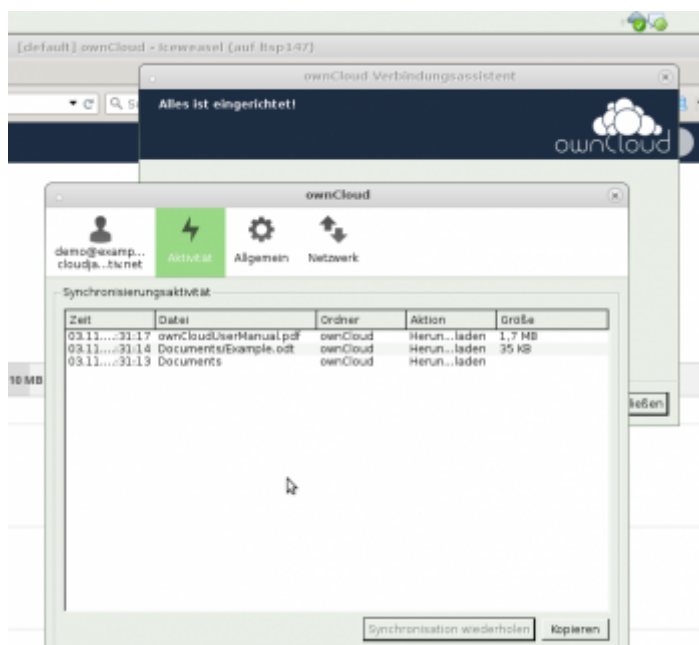 [default] ownCloud - Iceweasel (auf ltsp147)
ownCloud Verbindungsassistent
Alles ist eingerichtet!
ownCloud
ownCloud
demo@examp...
Aktivität
Allgemein
Netzwerk
Synchronisierungsaktivität
Zeit Datei Ordner Aktion Größe
03.11....:31:17 ownCloudUserManual.pdf ownCloud Herun...laden 1,7 MB
03.11....:31:14 Documents/Example.odt ownCloud Herun...laden 35 KB
03.11....:31:13 Documents ownCloud Herun...laden
10 MB
ließen
Synchronisation wiederholen
Kopieren